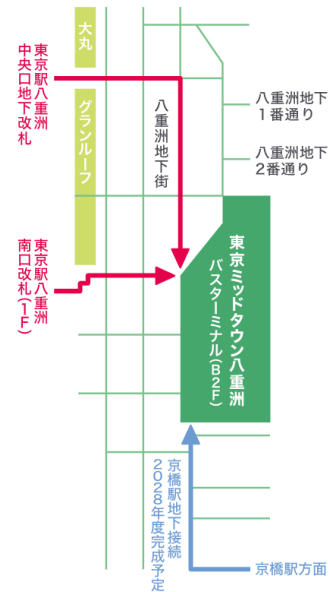 大丸
東京駅八重洲
中央口地下改札
グランルーフ
八重洲地下街
八重洲地下
1番通り
八重洲地下
2番通り
東京駅八重洲
南口改札(1F)
東京ミッドタウン八重洲
バスターミナル(B2F)
京橋駅地下接続
2028年度完成予定
京橋駅方面